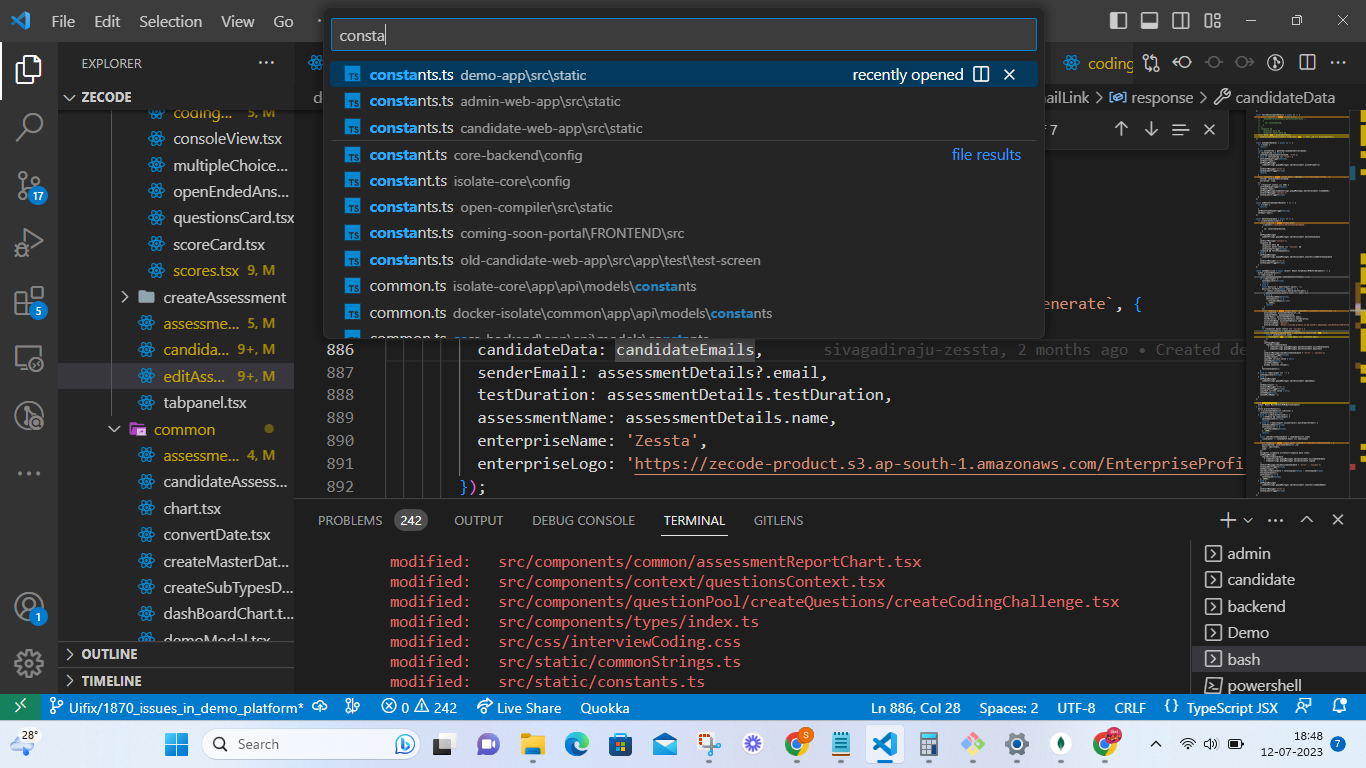 File Edit Selection View Go
consta
EXPLORER
ZECODE
coding... 5, M
consoleView.tsx
multipleChoice...
openEndedAns...
questionsCard.tsx
scoreCard.tsx
scores.tsx 9, M
createAssessment
assessme... 5, M
candida... 9+, M
editAss... 9+, M
tabpanel.tsx
common
assessme... 4, M
candidateAssess...
chart.tsx
convertDate.tsx
createMasterDat...
createSubTypesD...
dashBoardChart.t...
demoModal.tsx
OUTLINE
TIMELINE
17
5
1
constants.ts demo-app\src\static recently opened
constants.ts admin-web-app\src\static
constants.ts candidate-web-app\src\static
constant.ts core-backend\config file results
constant.ts isolate-core\config
constants.ts open-compiler\src\static
constants.ts coming-soon-portal\FRONTEND\src
constants.ts old-candidate-web-app\src\app\test\test-screen
common.ts isolate-core\app\api\models\constants
common.ts docker-isolate\common\app\api\models\constants
common.ts core-backend\app\api\models\constants
coding
ailLink > response > candidateData
f 7
enerate`, {
886 candidateData: candidateEmails, sivagadiraju-zessta, 2 months ago • Created de
887 senderEmail: assessmentDetails?.email,
888 testDuration: assessmentDetails.testDuration,
889 assessmentName: assessmentDetails.name,
890 enterpriseName: 'Zessta',
891 enterpriseLogo: 'https://zecode-product.s3.ap-south-1.amazonaws.com/EnterpriseProfi
892 });
PROBLEMS 242 OUTPUT DEBUG CONSOLE TERMINAL GITLENS
modified: src/components/common/assessmentReportChart.tsx
modified: src/components/context/questionsContext.tsx
modified: src/components/questionPool/createQuestions/createCodingChallenge.tsx
modified: src/components/types/index.ts
modified: src/css/interviewCoding.css
modified: src/static/commonStrings.ts
modified: src/static/constants.ts
admin
candidate
backend
Demo
bash
powershell
Uifix/1870_issues_in_demo_platform* 0 242 Live Share Quokka Ln 886, Col 28 Spaces: 2 UTF-8 CRLF {} TypeScript JSX
28°
Search
18:48
12-07-2023
7